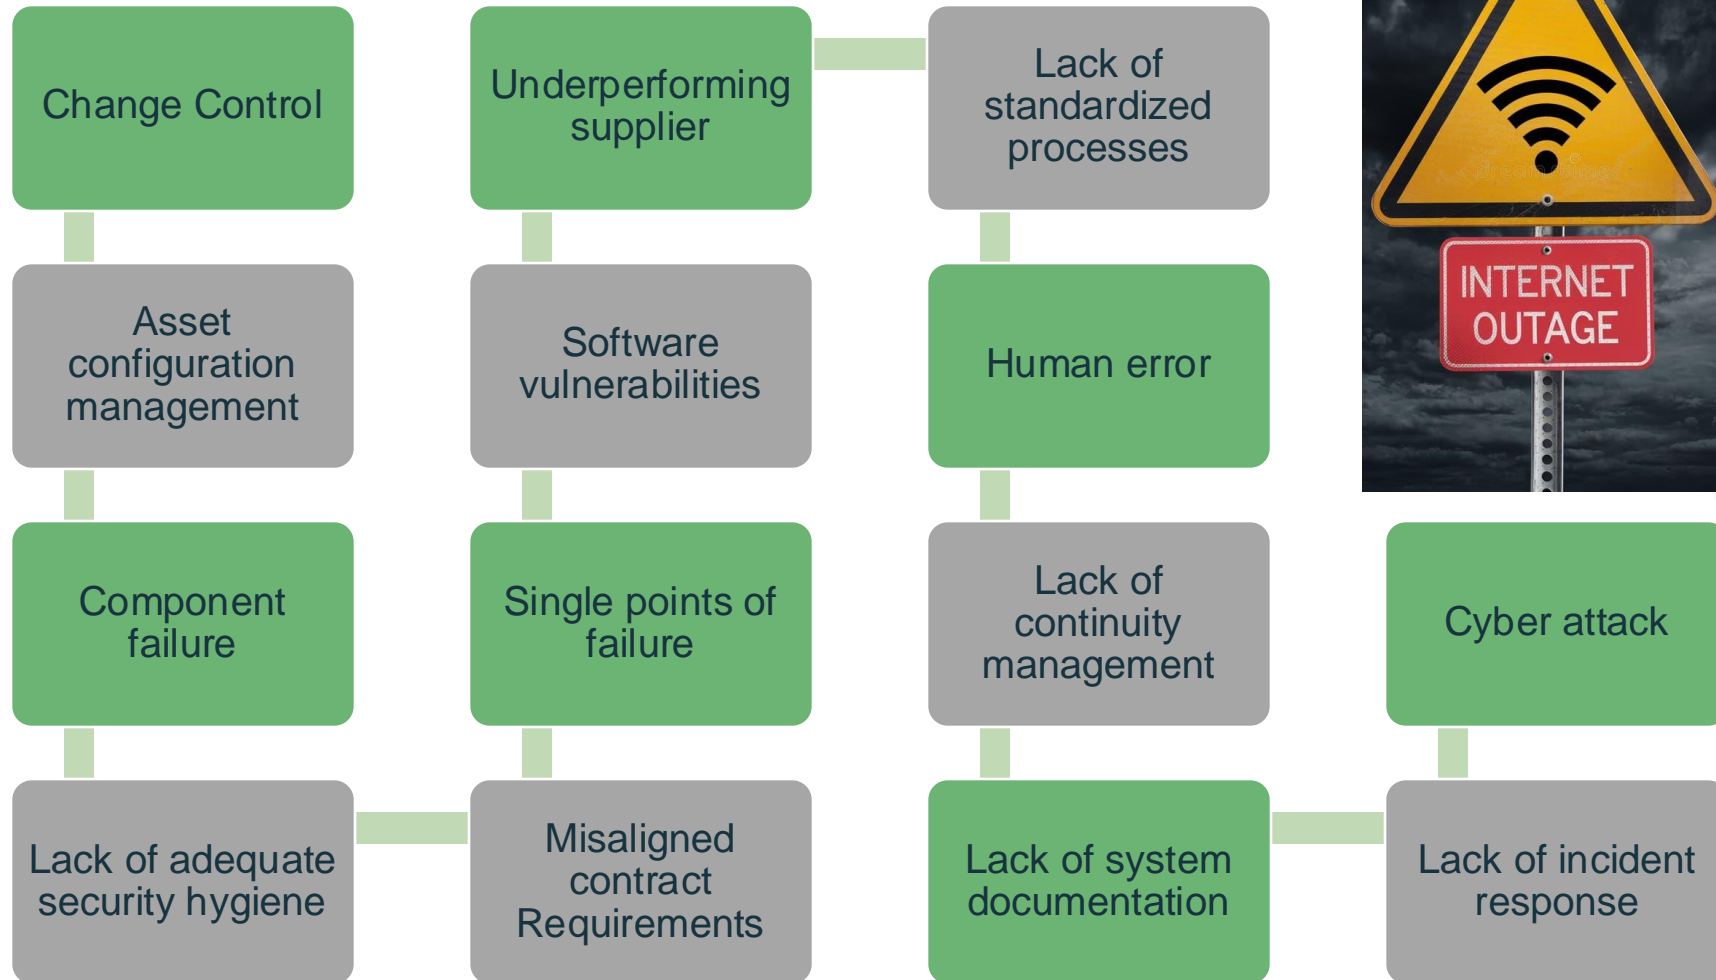 Change Control
Asset
configuration
management
Component
failure
Lack of adequate
security hygiene
Misaligned
contract
Requirements
Single points of
failure
Software
vulnerabilities
Underperforming
supplier
Lack of
standardized
processes
Human error
Lack of
continuity
management
Lack of system
documentation
Lack of incident
response
Cyber attack
INTERNET
OUTAGE